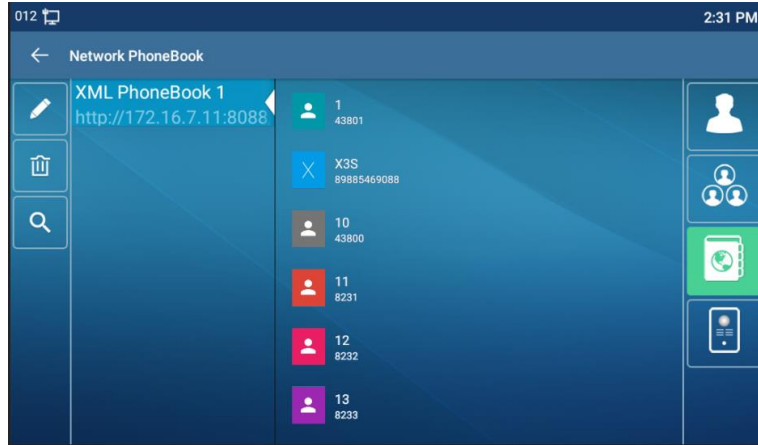 012
2:31 PM
Network PhoneBook
XML PhoneBook 1
http://172.16.7.11:8088
1
43801
X
X3S
89885469088
10
43800
11
8231
12
8232
13
8233